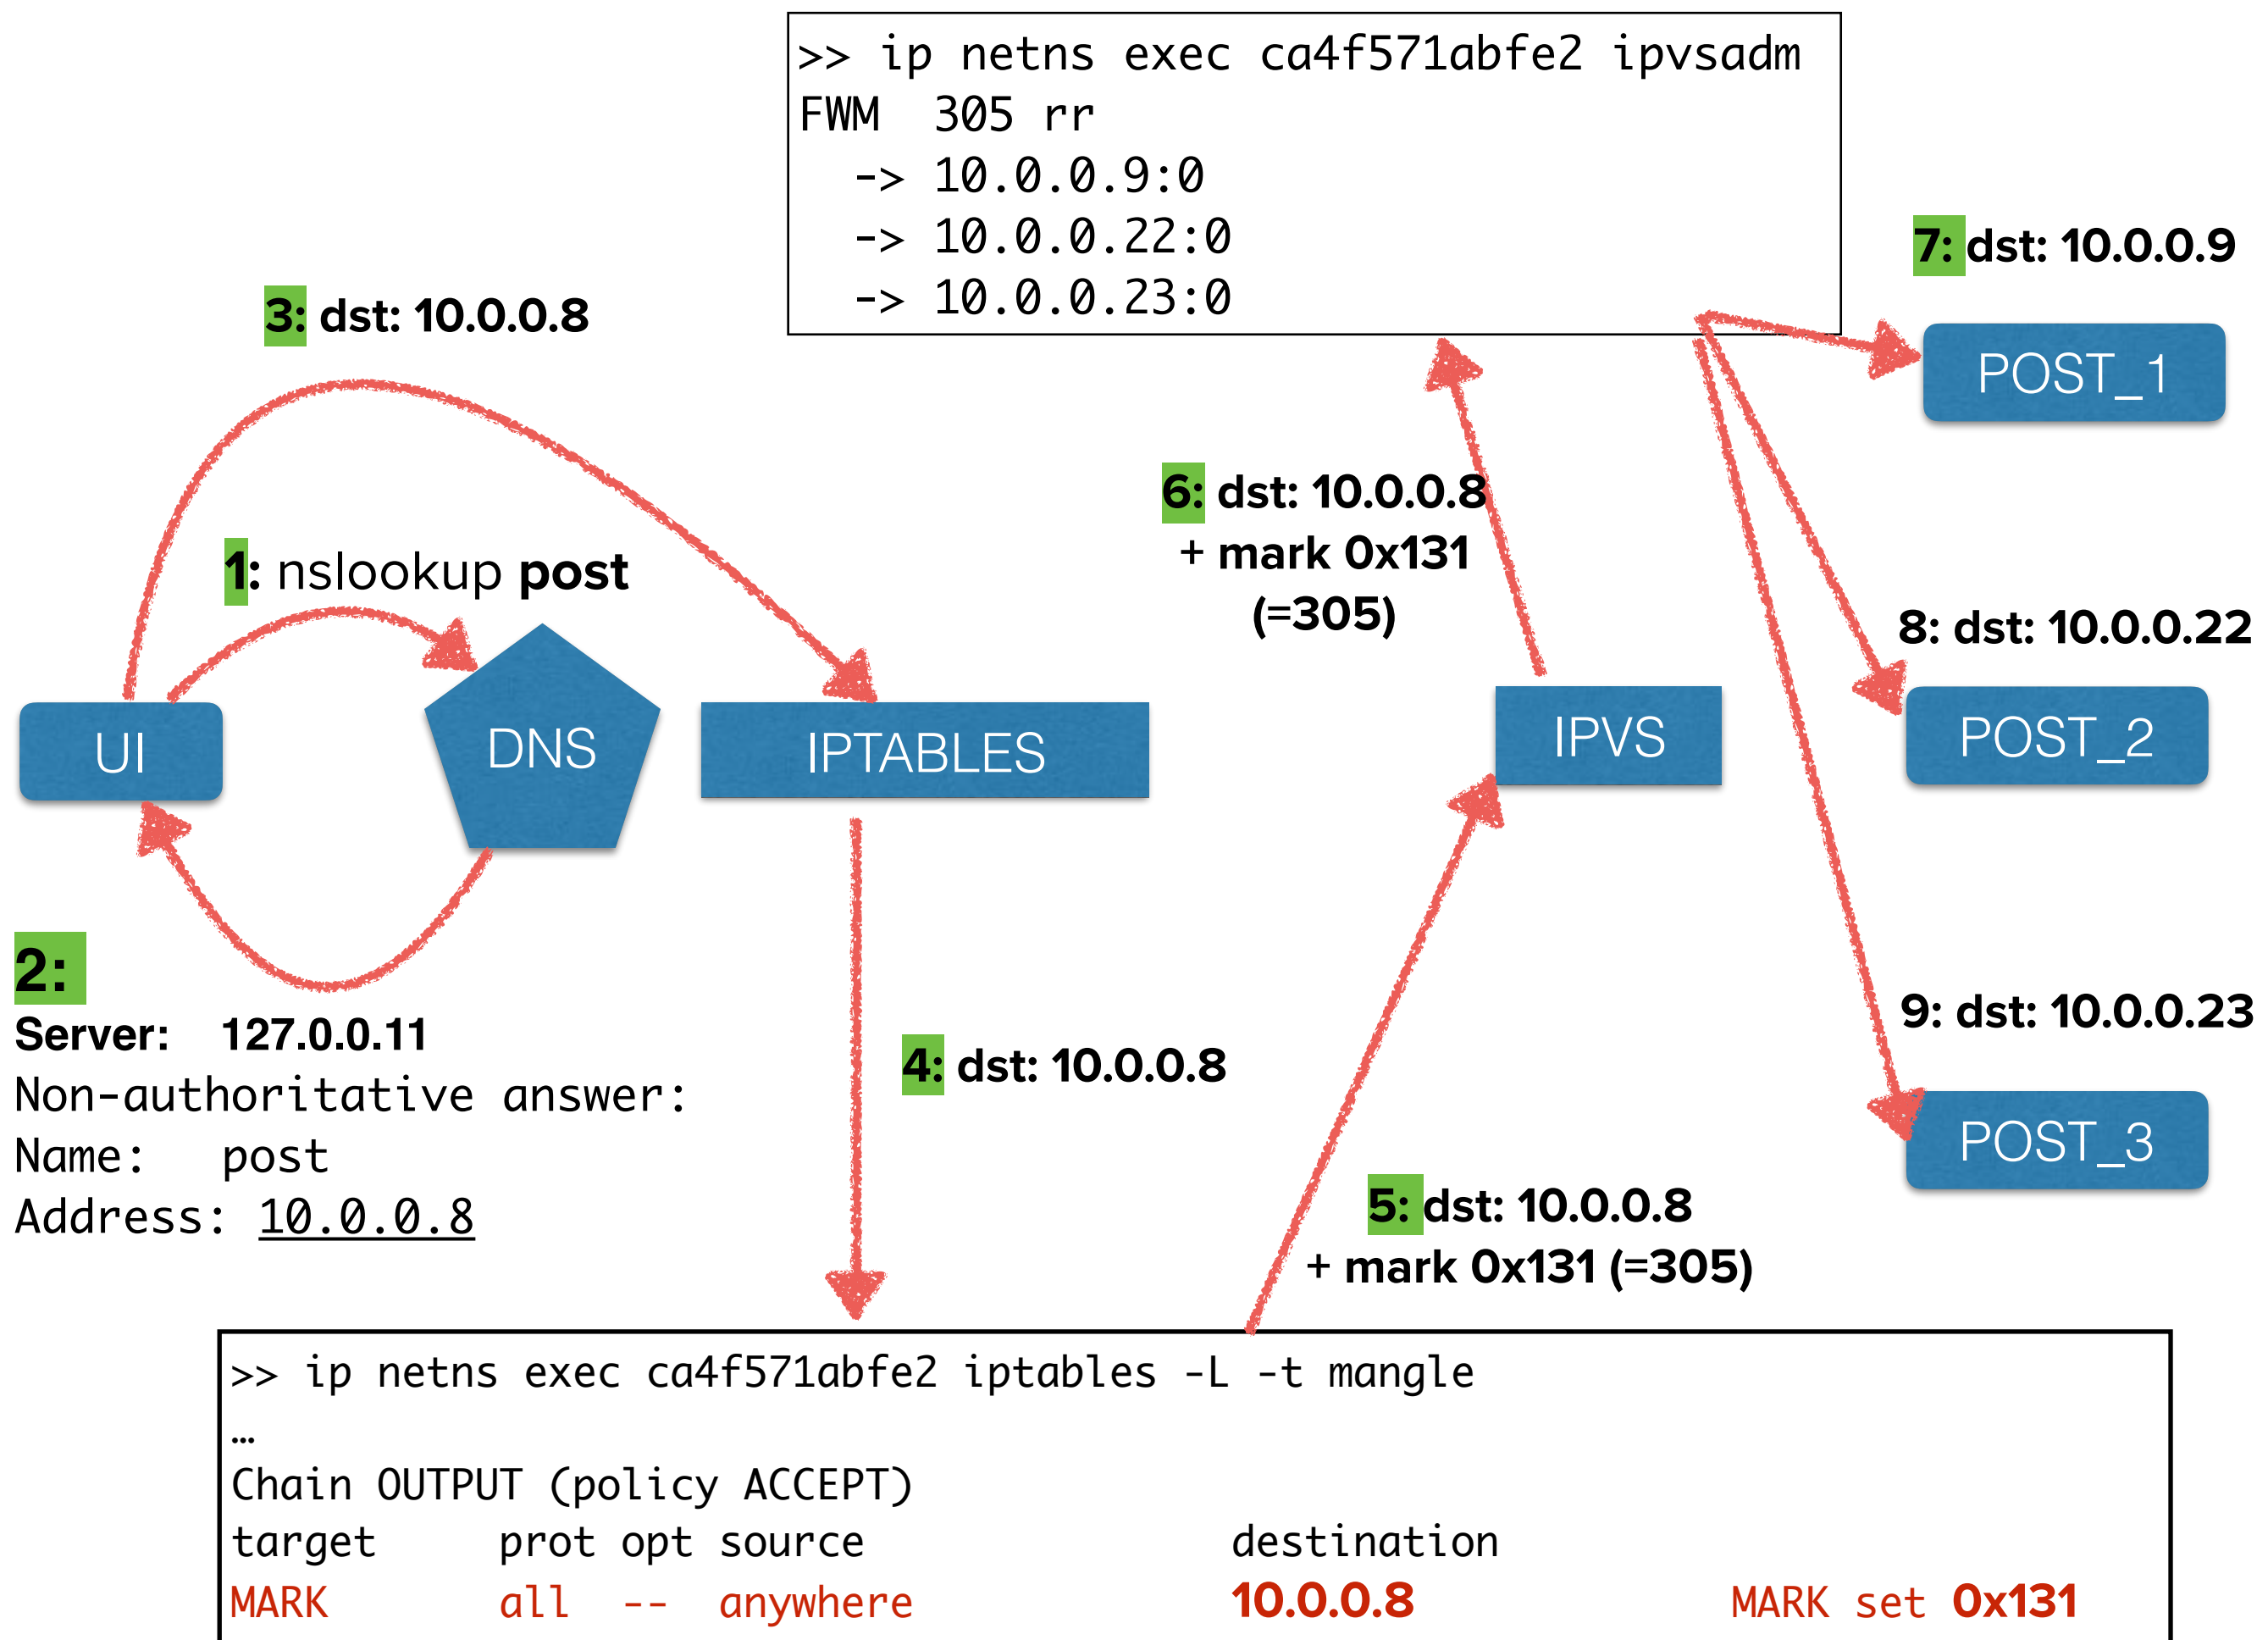 >> ip netns exec ca4f571abfe2 ipvsadm
FWM  305 rr
  -> 10.0.0.9:0
  -> 10.0.0.22:0
  -> 10.0.0.23:0
7: dst: 10.0.0.9
3: dst: 10.0.0.8
POST_1
6: dst: 10.0.0.8
+ mark 0x131
(=305)
1: nslookup post
8: dst: 10.0.0.22
UI
DNS
IPTABLES
IPVS
POST_2
2:
Server:   127.0.0.11
Non-authoritative answer:
Name:   post
Address: 10.0.0.8
4: dst: 10.0.0.8
9: dst: 10.0.0.23
POST_3
5: dst: 10.0.0.8
+ mark 0x131 (=305)
>> ip netns exec ca4f571abfe2 iptables -L -t mangle
…
Chain OUTPUT (policy ACCEPT)
target     prot opt source               destination
MARK       all  --  anywhere             10.0.0.8             MARK set 0x131